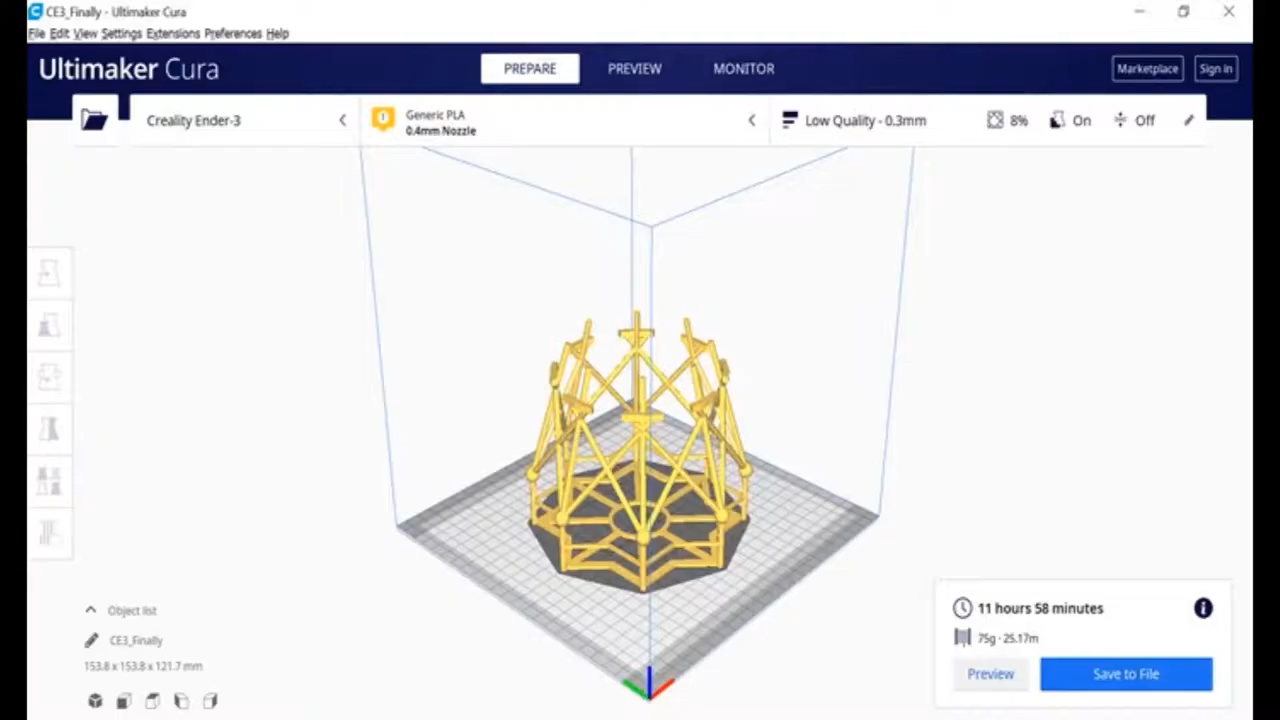 CE3_Finally - Ultimaker Cura
File Edit View Settings Extensions Preferences Help
Ultimaker Cura
PREPARE
PREVIEW
MONITOR
Marketplace
Sign in
Creality Ender-3
Generic PLA
0.4mm Nozzle
Low Quality - 0.3mm
8%
On
Off
Object list
CE3_Finally
153.8 x 153.8 x 121.7 mm
11 hours 58 minutes
75g · 25.17m
Preview
Save to File